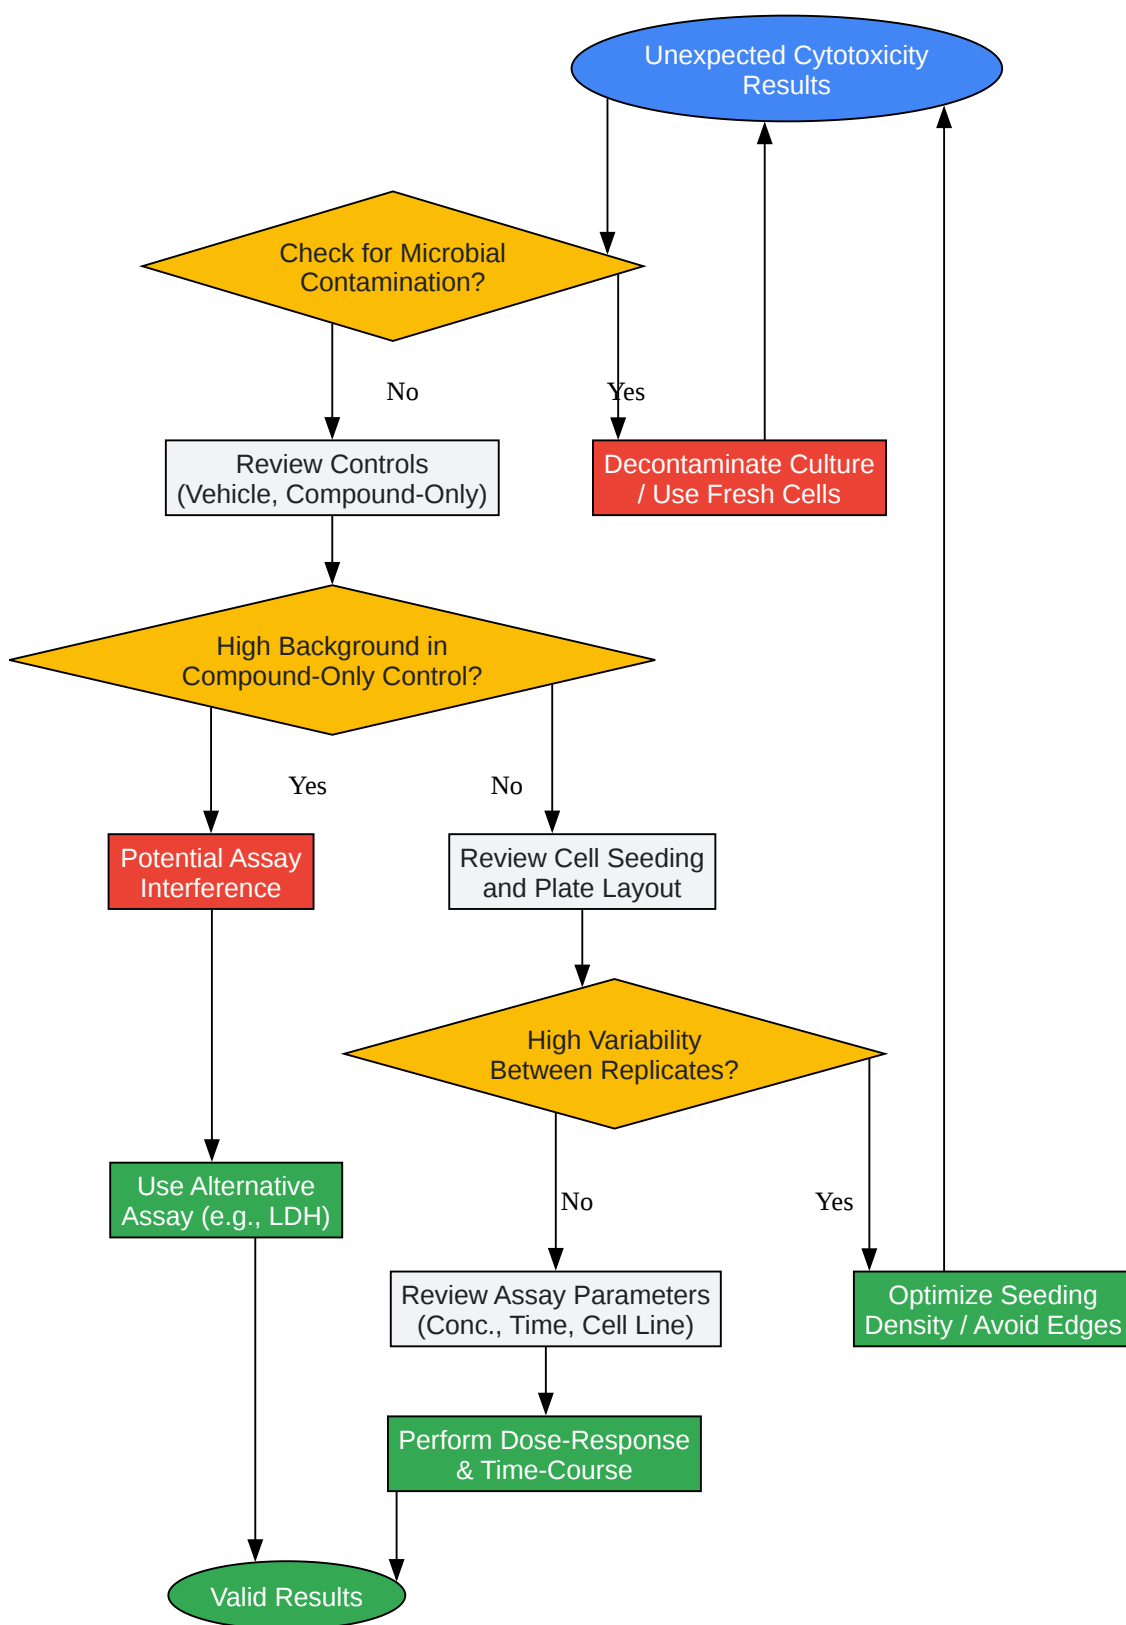 Unexpected Cytotoxicity
Results
Check for Microbial
Contamination?
No
Yes
Review Controls
(Vehicle, Compound-Only)
Decontaminate Culture
/ Use Fresh Cells
High Background in
Compound-Only Control?
Yes
No
Potential Assay
Interference
Review Cell Seeding
and Plate Layout
High Variability
Between Replicates?
Use Alternative
Assay (e.g., LDH)
No
Yes
Review Assay Parameters
(Conc., Time, Cell Line)
Optimize Seeding
Density / Avoid Edges
Perform Dose-Response
& Time-Course
Valid Results